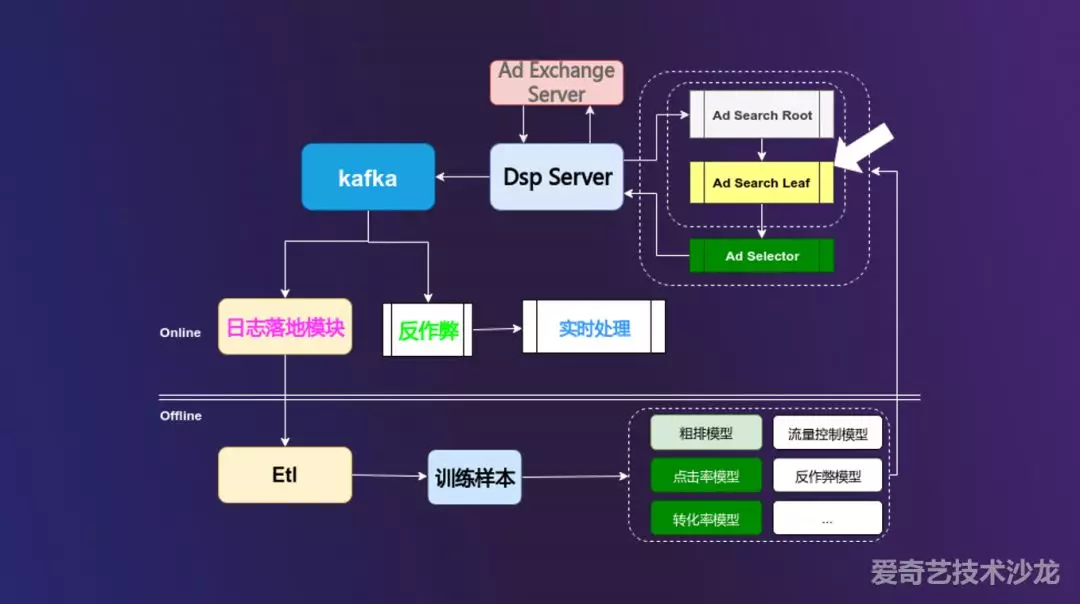 Ad Exchange
Server
Ad Search Root
kafka
Dsp Server
Ad Search Leaf
Ad Selector
日志落地模块
反作弊
实时处理
Online
Offline
粗排模型
流量控制模型
Etl
训练样本
点击率模型
反作弊模型
转化率模型
...
爱奇艺技术沙龙